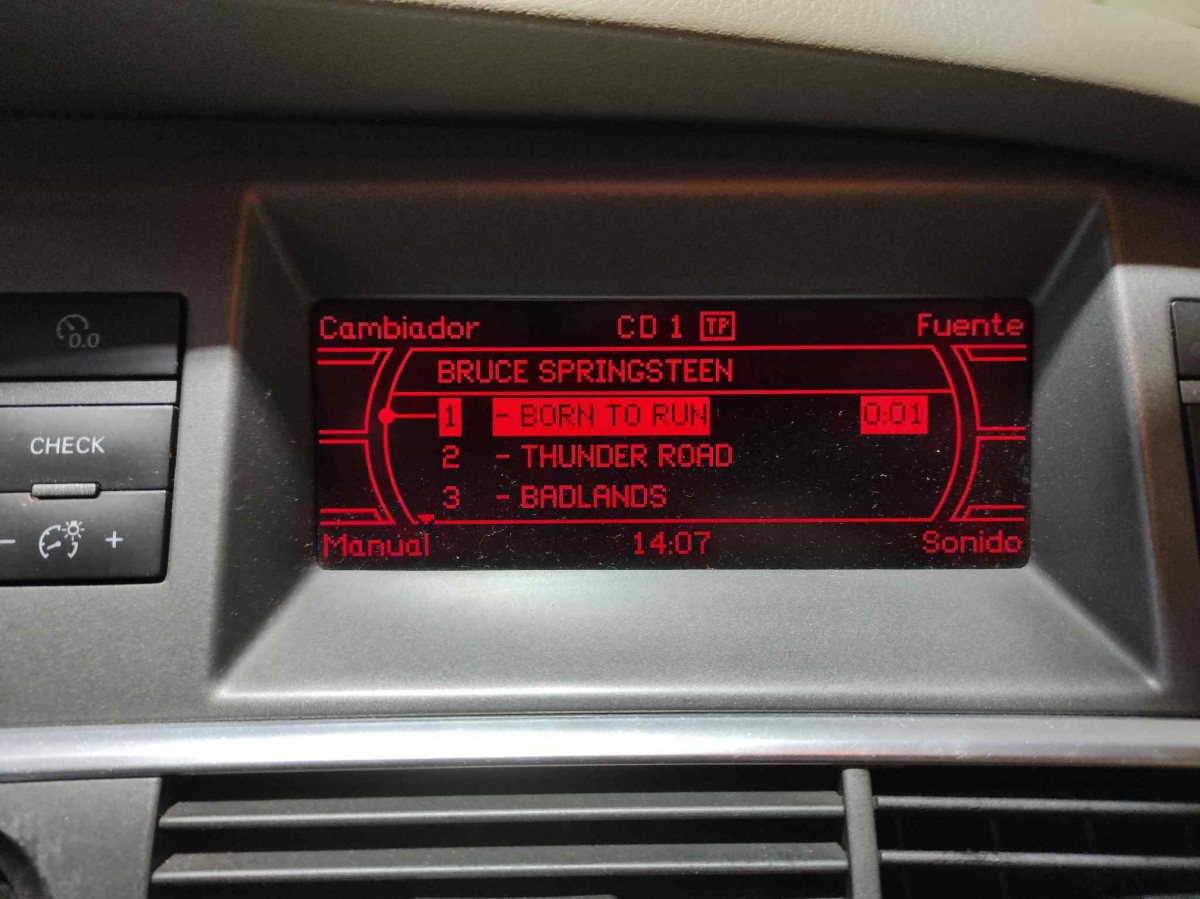 Cambiador CD 1 TP Fuente
BRUCE SPRINGSTEEN
1 - BORN TO RUN 0:01
2 - THUNDER ROAD
3 - BADLANDS
Manual 14:07 Sonido
0.0
CHECK
- +